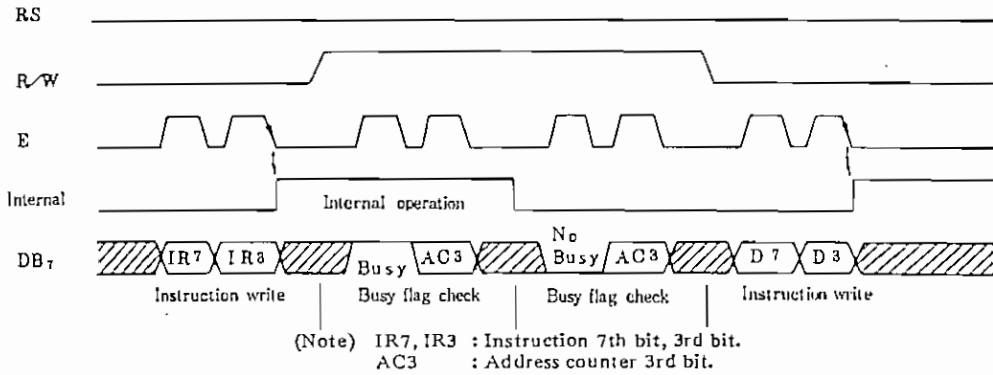 RS
R/W
E
Internal
Internal operation
DB7
IR7 IR3 Busy AC3 No Busy AC3 D7 D3
Instruction write Busy flag check Busy flag check Instruction write
(Note) IR7, IR3 : Instruction 7th bit, 3rd bit.
AC3 : Address counter 3rd bit.